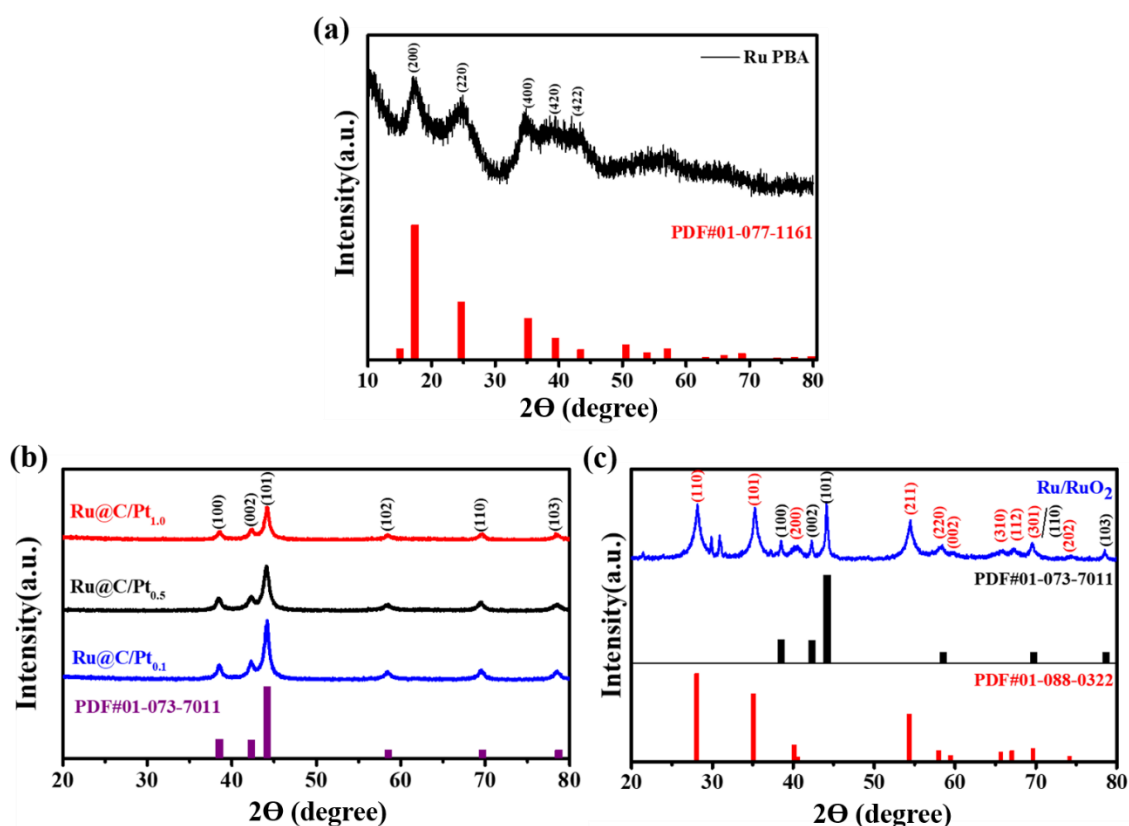 (a)
(200)
(220)
(400)
(420)
(422)
Ru PBA
PDF#01-077-1161
Intensity(a.u.)
10 20 30 40 50 60 70 80
2Θ (degree)
(b)
(100)
(002)
(101)
(102)
(110)
(103)
Ru@C/Pt1.0
Ru@C/Pt0.5
Ru@C/Pt0.1
PDF#01-073-7011
Intensity(a.u.)
20 30 40 50 60 70 80
2Θ (degree)
(c)
(110)
(101)
(100)
(200)
(002)
(101)
(211)
(220)
(002)
(310)
(112)
(301)
/
(110)
(202)
(103)
Ru/RuO2
PDF#01-073-7011
PDF#01-088-0322
Intensity(a.u.)
20 30 40 50 60 70 80
2Θ (degree)